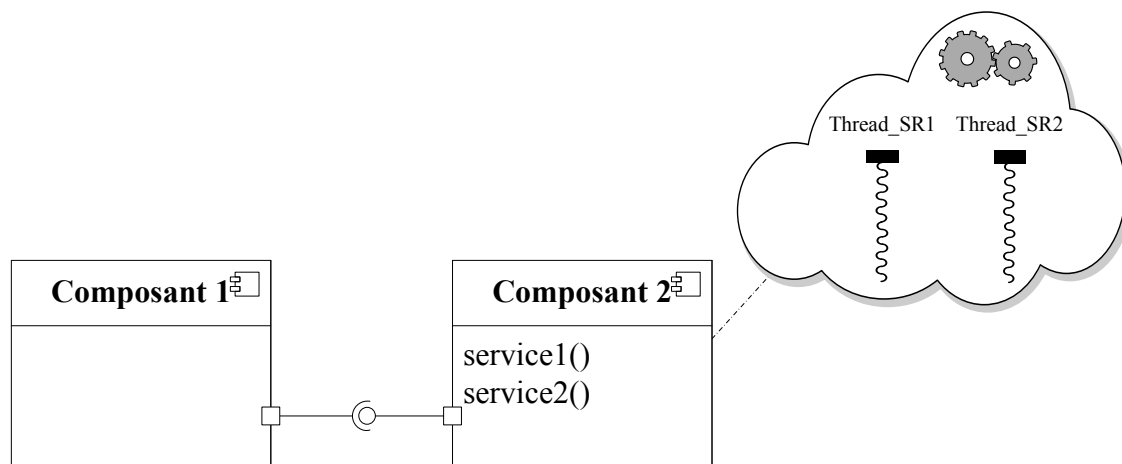 Thread_SR1 Thread_SR2
Composant 1
Composant 2
service1()
service2()